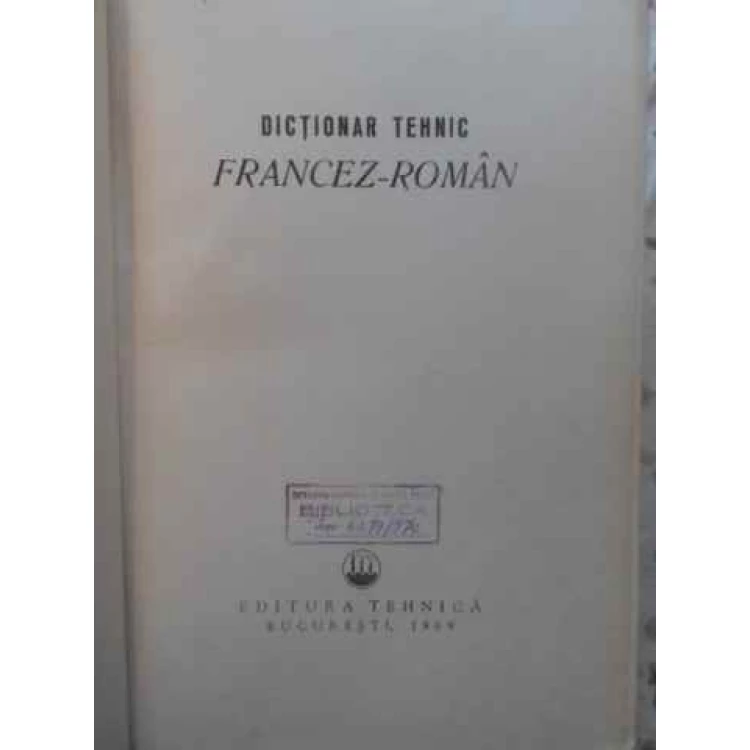 DICȚIONAR TEHNIC
FRANCEZ-ROMÂN
BIBLIOTECA
EDITURA TEHNICĂ
BUCUREȘTI, 1969